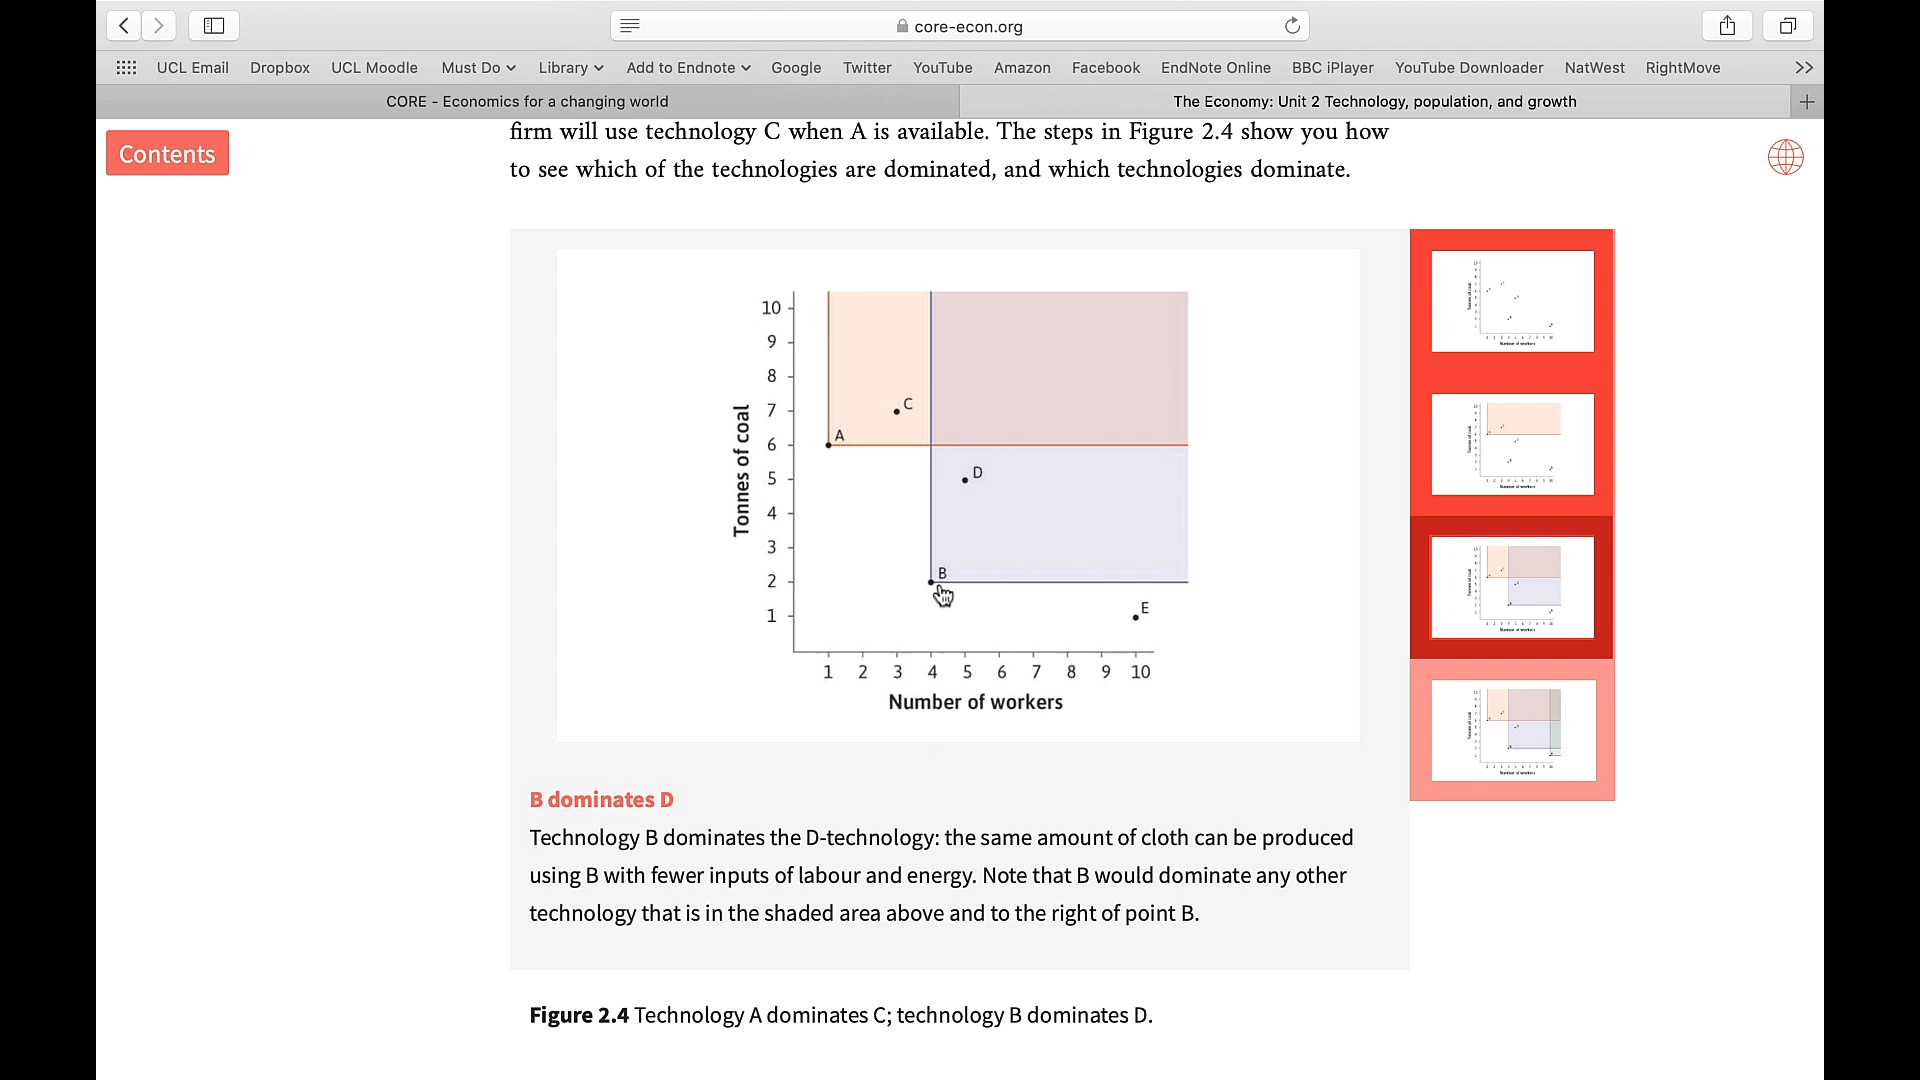 core-econ.org
UCL Email Dropbox UCL Moodle Must Do Library Add to Endnote Google Twitter YouTube Amazon Facebook EndNote Online BBC iPlayer YouTube Downloader NatWest RightMove
CORE - Economics for a changing world The Economy: Unit 2 Technology, population, and growth
Contents
firm will use technology C when A is available. The steps in Figure 2.4 show you how
to see which of the technologies are dominated, and which technologies dominate.
10
9
8
7
6
5
4
3
2
1
Tonnes of coal
A
C
D
B
E
1 2 3 4 5 6 7 8 9 10
Number of workers
B dominates D
Technology B dominates the D-technology: the same amount of cloth can be produced
using B with fewer inputs of labour and energy. Note that B would dominate any other
technology that is in the shaded area above and to the right of point B.
Figure 2.4 Technology A dominates C; technology B dominates D.